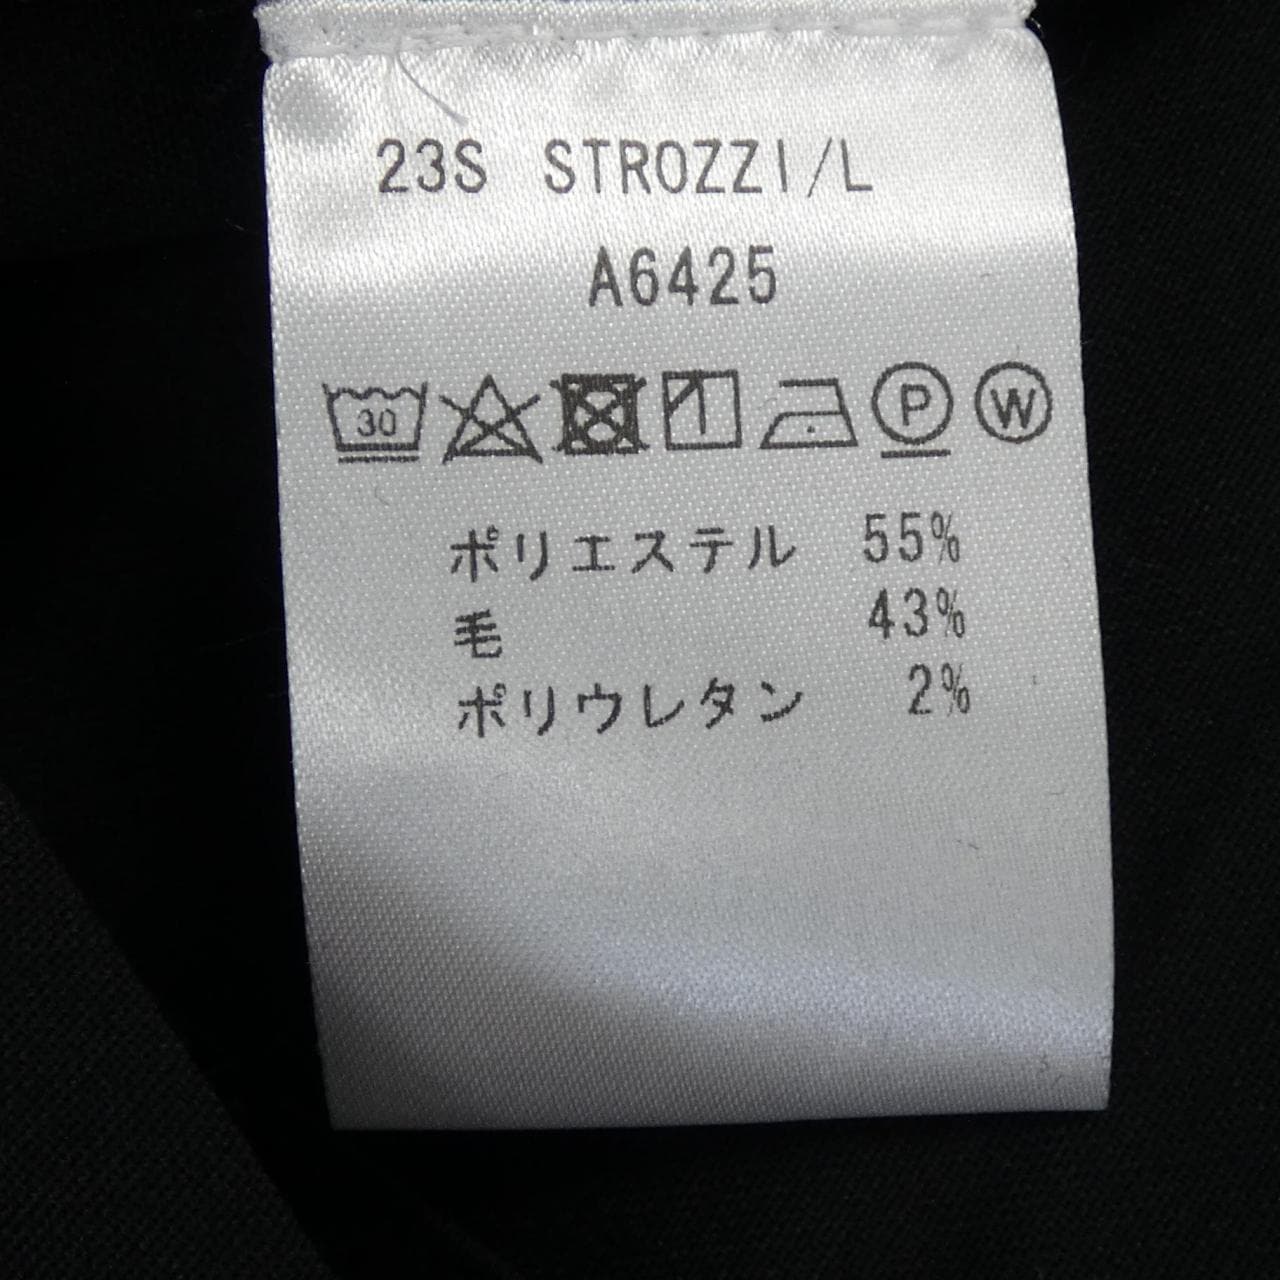 23S STROZZI/L
A6425
30 P W
ポリエステル 55%
毛 43%
ポリウレタン 2%